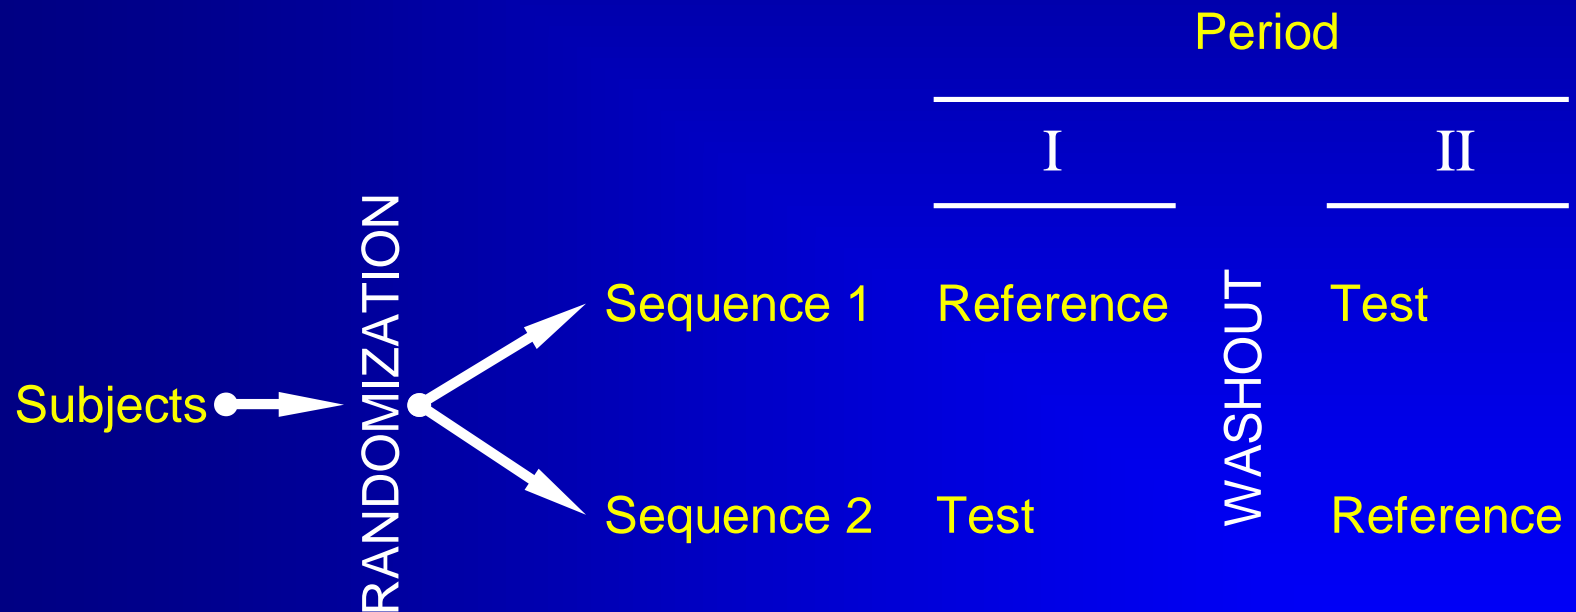 Period
I II
RANDOMIZATION
Sequence 1 Reference WASHOUT Test
Subjects
Sequence 2 Test Reference